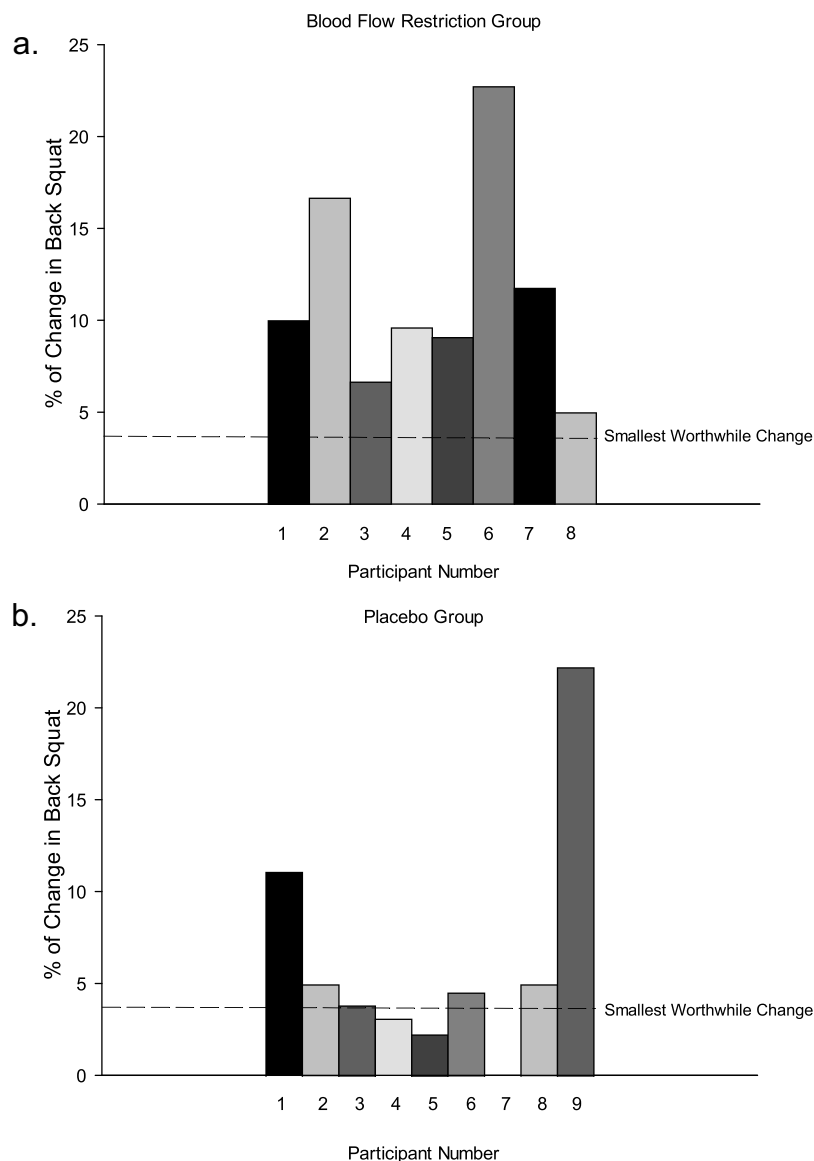 Blood Flow Restriction Group
a.
25
20
15
10
5
0
% of Change in Back Squat
Smallest Worthwhile Change
1 2 3 4 5 6 7 8
Participant Number
b.
Placebo Group
25
20
15
10
5
0
% of Change in Back Squat
Smallest Worthwhile Change
1 2 3 4 5 6 7 8 9
Participant Number